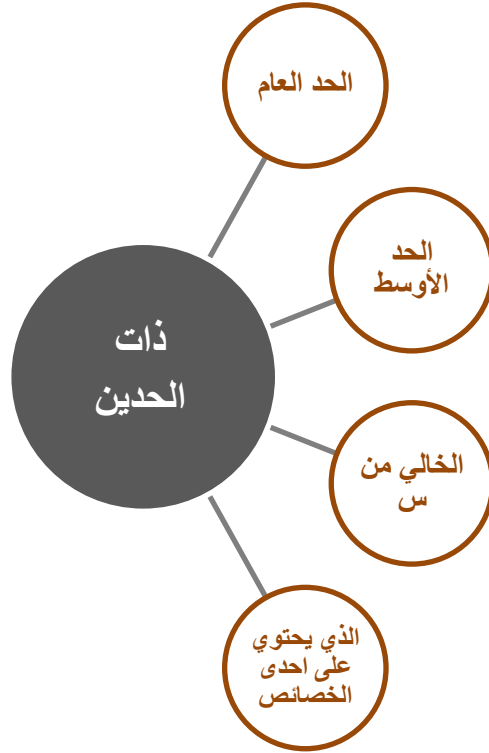 الحد العام
الحد
الأوسط
ذات
الحدين
الخالي من
س
الذي يحتوي
على احدى
الخصائص